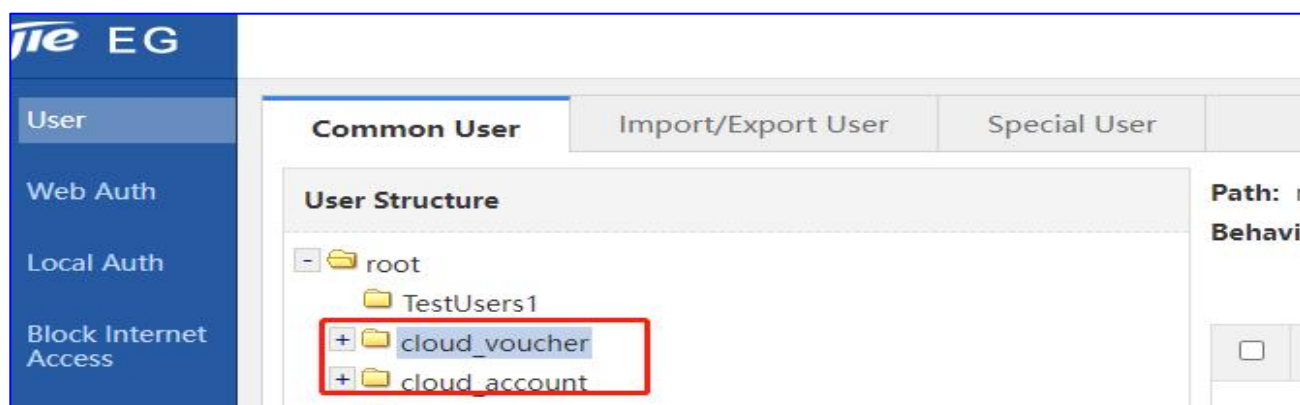 EG
User
Web Auth
Local Auth
Block Internet
Access
Common User
Import/Export User
Special User
User Structure
- root
TestUsers1
+ cloud_voucher
+ cloud_account
Path: